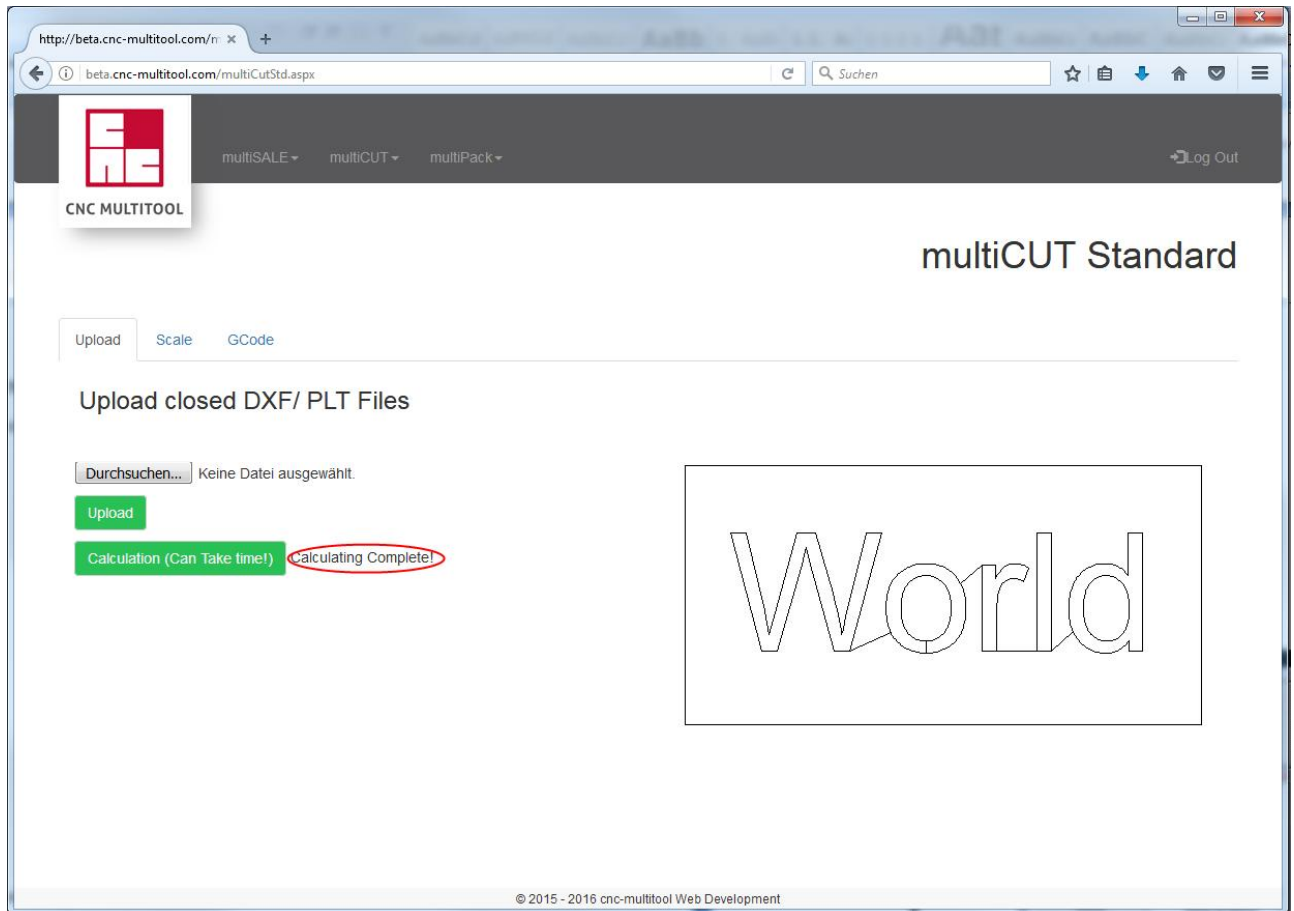 http://beta.cnc-multitool.com/m
beta.cnc-multitool.com/multiCutStd.aspx
Suchen
cnc
CNC MULTITOOL
multiSALE
multiCUT
multiPack
Log Out
multiCUT Standard
Upload
Scale
GCode
Upload closed DXF/ PLT Files
Durchsuchen... Keine Datei ausgewählt.
Upload
Calculation (Can Take time!) Calculating Complete!
World
© 2015 - 2016 cnc-multitool Web Development